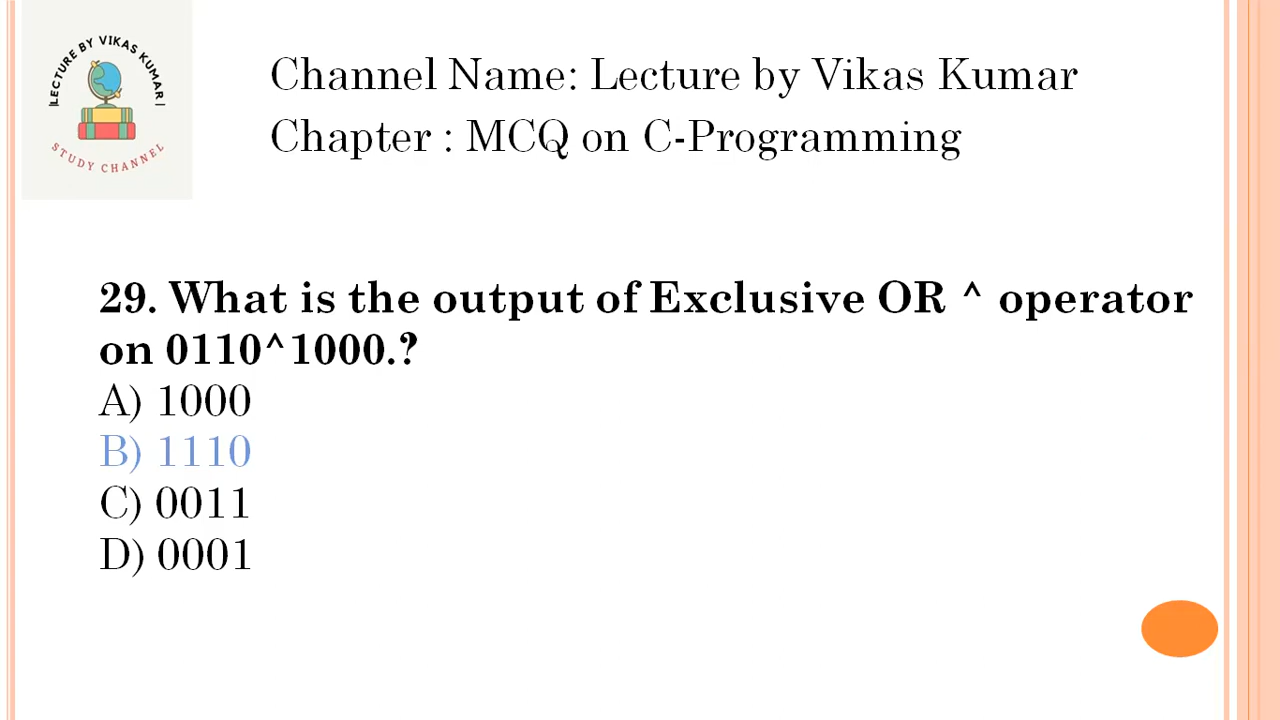 |LECTURE BY VIKAS KUMAR|
STUDY CHANNEL
Channel Name: Lecture by Vikas Kumar
Chapter : MCQ on C-Programming
29. What is the output of Exclusive OR ^ operator
on 0110^1000.?
A) 1000
B) 1110
C) 0011
D) 0001